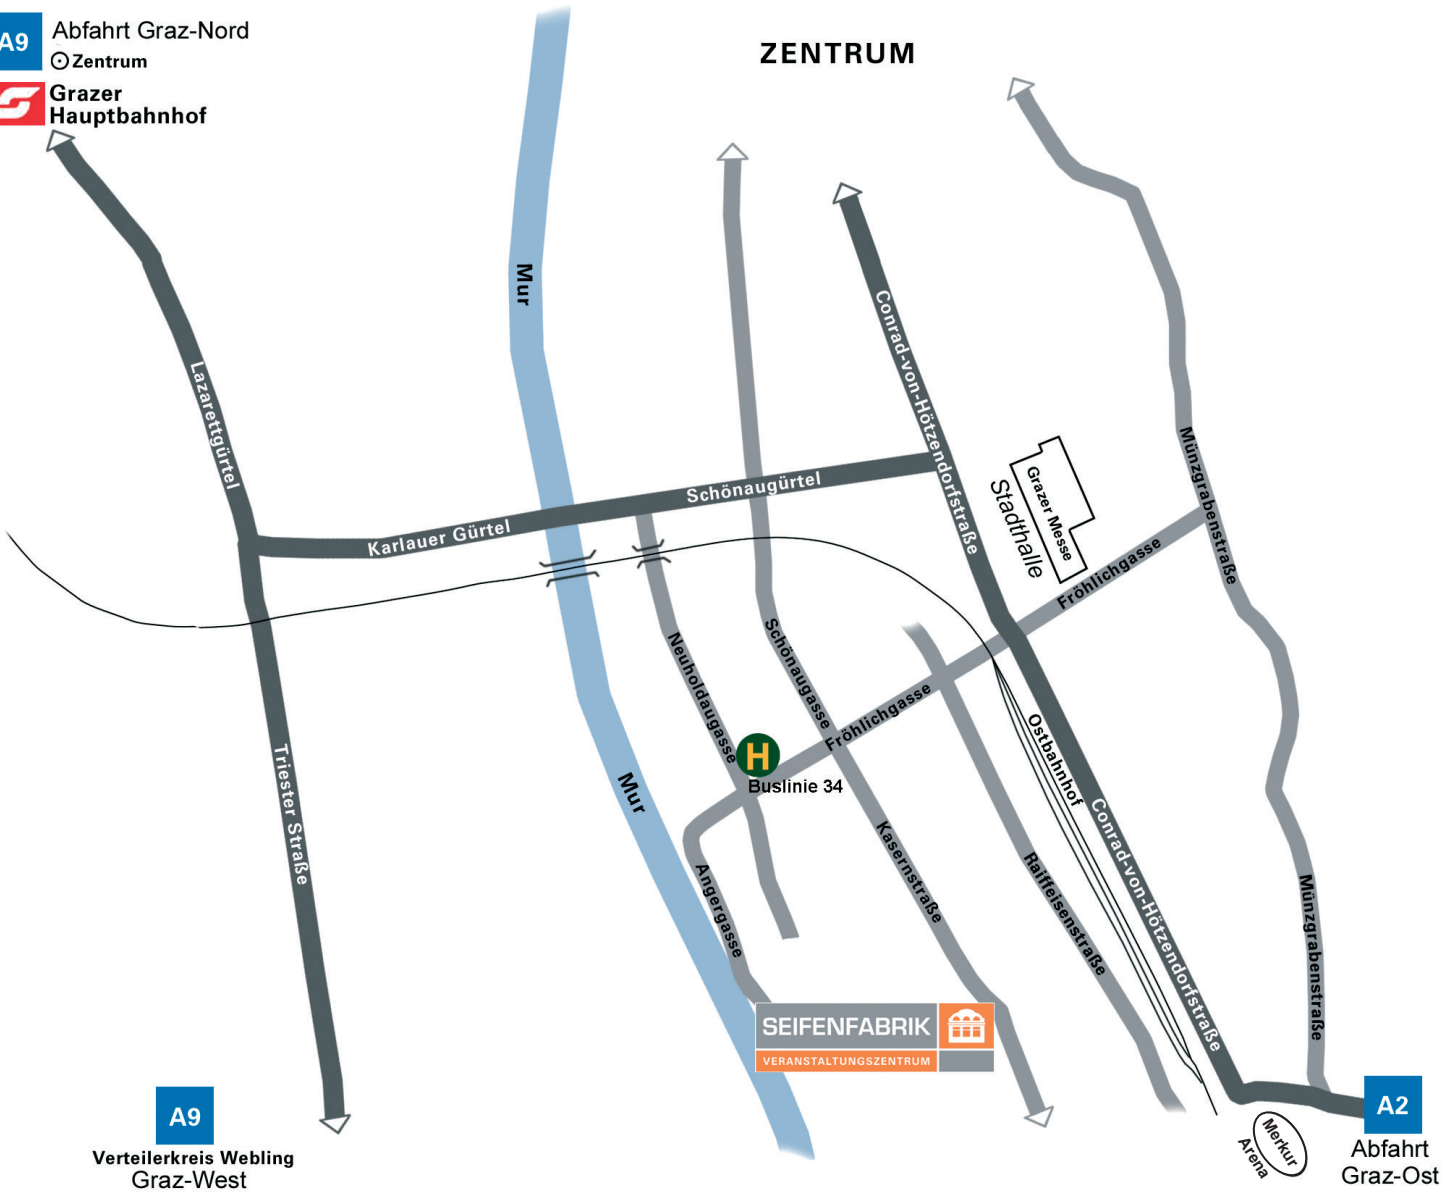 A9
Abfahrt Graz-Nord
Zentrum
Grazer
Hauptbahnhof
ZENTRUM
Mur
Lazarettgürtel
Conrad-von-Hötzendorfstraße
Karlauer Gürtel
Schönaugürtel
Stadthalle
Grazer Messe
Münzgrabenstraße
Fröhlichgasse
Neuholdaugasse
Schönaugasse
Fröhlichgasse
H
Buslinie 34
Ostbahnhof
Mur
Triester Straße
Angergasse
Kasernstraße
Raiffeisenstraße
Conrad-von-Hötzendorfstraße
Münzgrabenstraße
SEIFENFABRIK
VERANSTALTUNGSZENTRUM
A9
Verteilerkreis Webling
Graz-West
Merkur
Arena
A2
Abfahrt
Graz-Ost